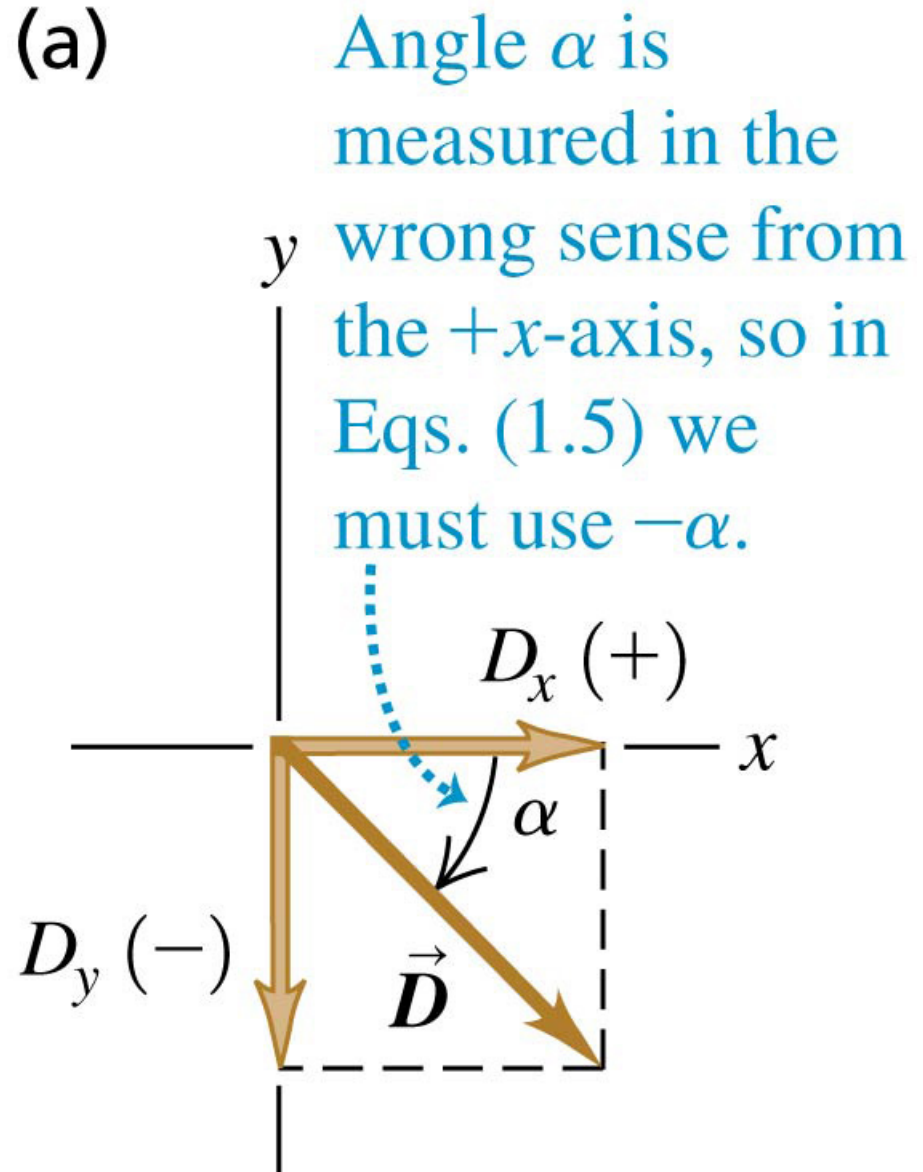 (a)
Angle α is
measured in the
wrong sense from
the +x-axis, so in
Eqs. (1.5) we
must use −α.
y
Dₓ (+)
x
α
D_y (−)
D⃗